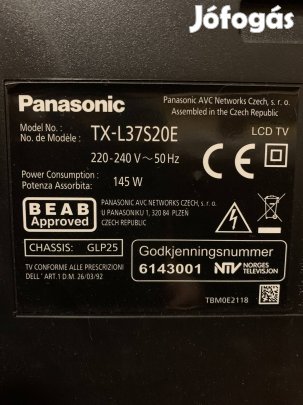 Jófogás
Panasonic
Panasonic AVC Networks Czech, s. r. o.
Assembled in the Czech Republic
Model No. :
No. de Modèle :
TX-L37S20E
LCD TV
220-240 V ~ 50 Hz
Power Consumption :
Potenza Assorbita:
145 W
CE
BEAB
Approved
PANASONIC AVC NETWORKS CZECH, s. r. o.
U PANASONIKU 1, 320 84 PLZEN
CZECH REPUBLIC
CHASSIS: GLP25
Godkjenningsnummer
6143001 NTV NORGES
TELEVISJON
TV CONFORME ALLE PRESCRIZIONI
DELL' ART.1 D.M. 26/03/92
TBM0E2118